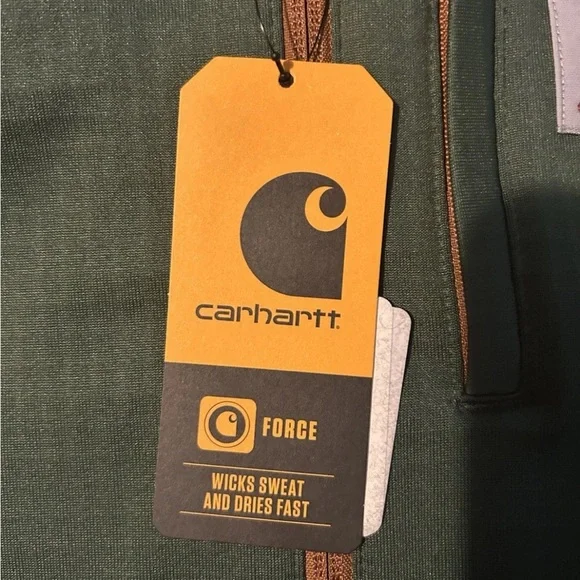 carhartt
FORCE
WICKS SWEAT
AND DRIES FAST